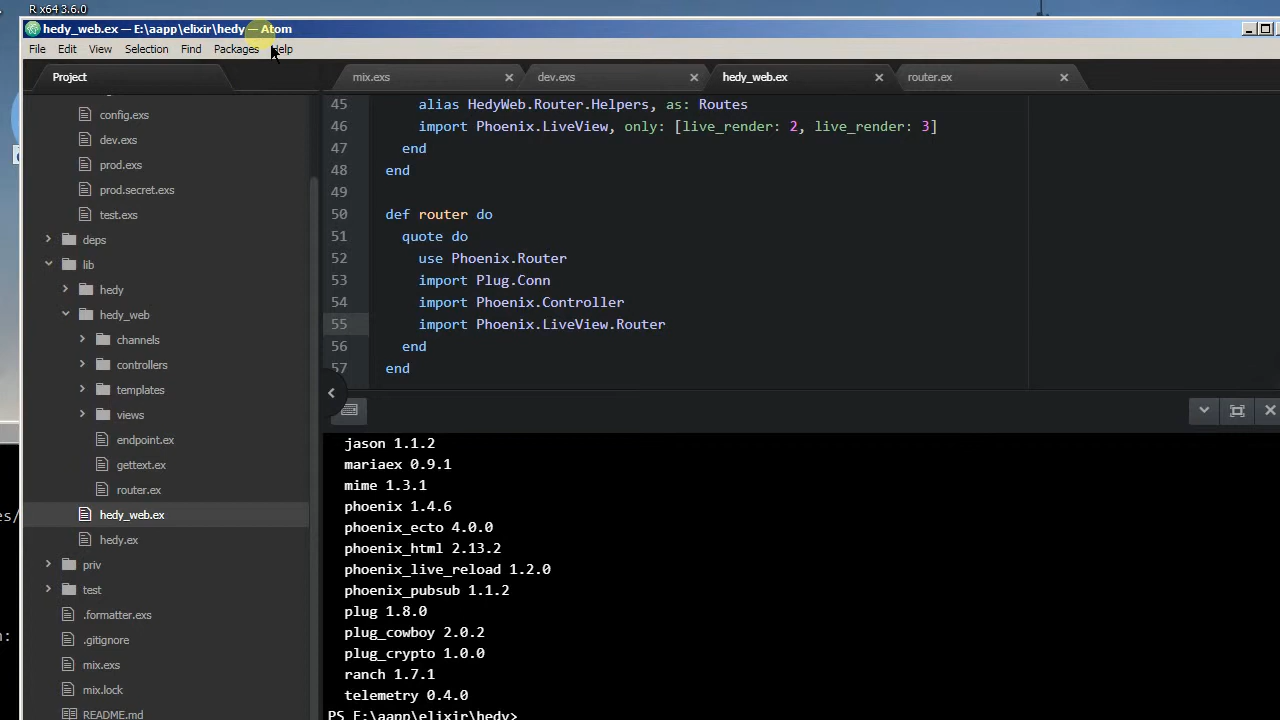 R x64 3.6.0
hedy_web.ex — E:\aapp\elixir\hedy — Atom
File Edit View Selection Find Packages Help
Project
mix.exs
dev.exs
hedy_web.ex
router.ex
config.exs
dev.exs
prod.exs
prod.secret.exs
test.exs
deps
lib
hedy
hedy_web
channels
controllers
templates
views
endpoint.ex
gettext.ex
router.ex
hedy_web.ex
hedy.ex
priv
test
.formatter.exs
.gitignore
mix.exs
mix.lock
README.md
45 alias HedyWeb.Router.Helpers, as: Routes
46 import Phoenix.LiveView, only: [live_render: 2, live_render: 3]
47 end
48 end
49
50 def router do
51 quote do
52 use Phoenix.Router
53 import Plug.Conn
54 import Phoenix.Controller
55 import Phoenix.LiveView.Router
56 end
57 end
jason 1.1.2
mariaex 0.9.1
mime 1.3.1
phoenix 1.4.6
phoenix_ecto 4.0.0
phoenix_html 2.13.2
phoenix_live_reload 1.2.0
phoenix_pubsub 1.1.2
plug 1.8.0
plug_cowboy 2.0.2
plug_crypto 1.0.0
ranch 1.7.1
telemetry 0.4.0
PS E:\aapp\elixir\hedy>